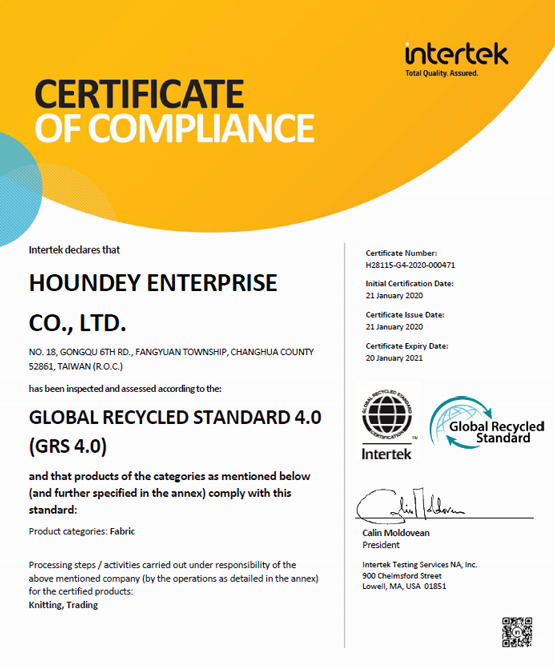 intertek
Total Quality. Assured.
CERTIFICATE
OF COMPLIANCE
Intertek declares that
HOUNDEY ENTERPRISE
CO., LTD.
NO. 18, GONGQU 6TH RD., FANGYUAN TOWNSHIP, CHANGHUA COUNTY
52861, TAIWAN (R.O.C.)
has been inspected and assessed according to the:
GLOBAL RECYCLED STANDARD 4.0
(GRS 4.0)
and that products of the categories as mentioned below
(and further specified in the annex) comply with this
standard:
Product categories: Fabric
Processing steps / activities carried out under responsibility of the
above mentioned company (by the operations as detailed in the annex)
for the certified products:
Knitting, Trading
Certificate Number:
H28115-G4-2020-000471
Initial Certification Date:
21 January 2020
Certificate Issue Date:
21 January 2020
Certificate Expiry Date:
20 January 2021
GLOBAL RECYCLED STANDARD
CERTIFICATION
TM
Intertek
Global Recycled
Standard
Calin Moldovean
Calin Moldovean
President
Intertek Testing Services NA, Inc.
900 Chelmsford Street
Lowell, MA, USA 01851